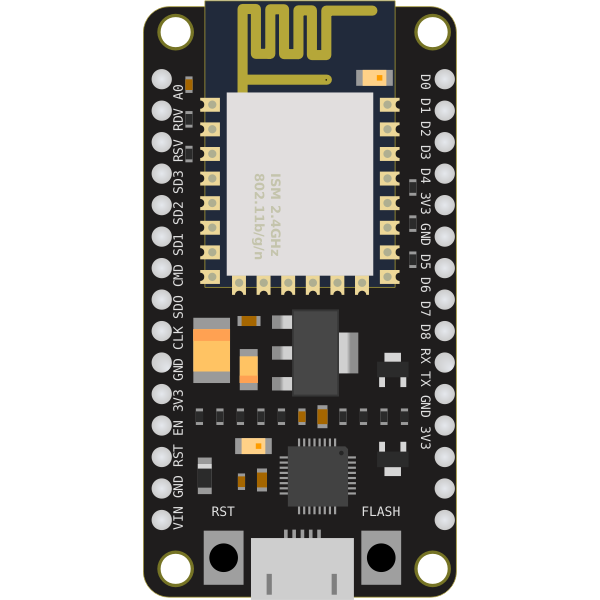 A0
RDV
RSV
SD3
SD2
SD1
CMD
SD0
CLK
GND
3V3
EN
RST
GND
VIN
ISM 2.4GHz
802.11b/g/n
D0
D1
D2
D3
D4
3V3
GND
D5
D6
D7
D8
RX
TX
GND
3V3
RST
FLASH